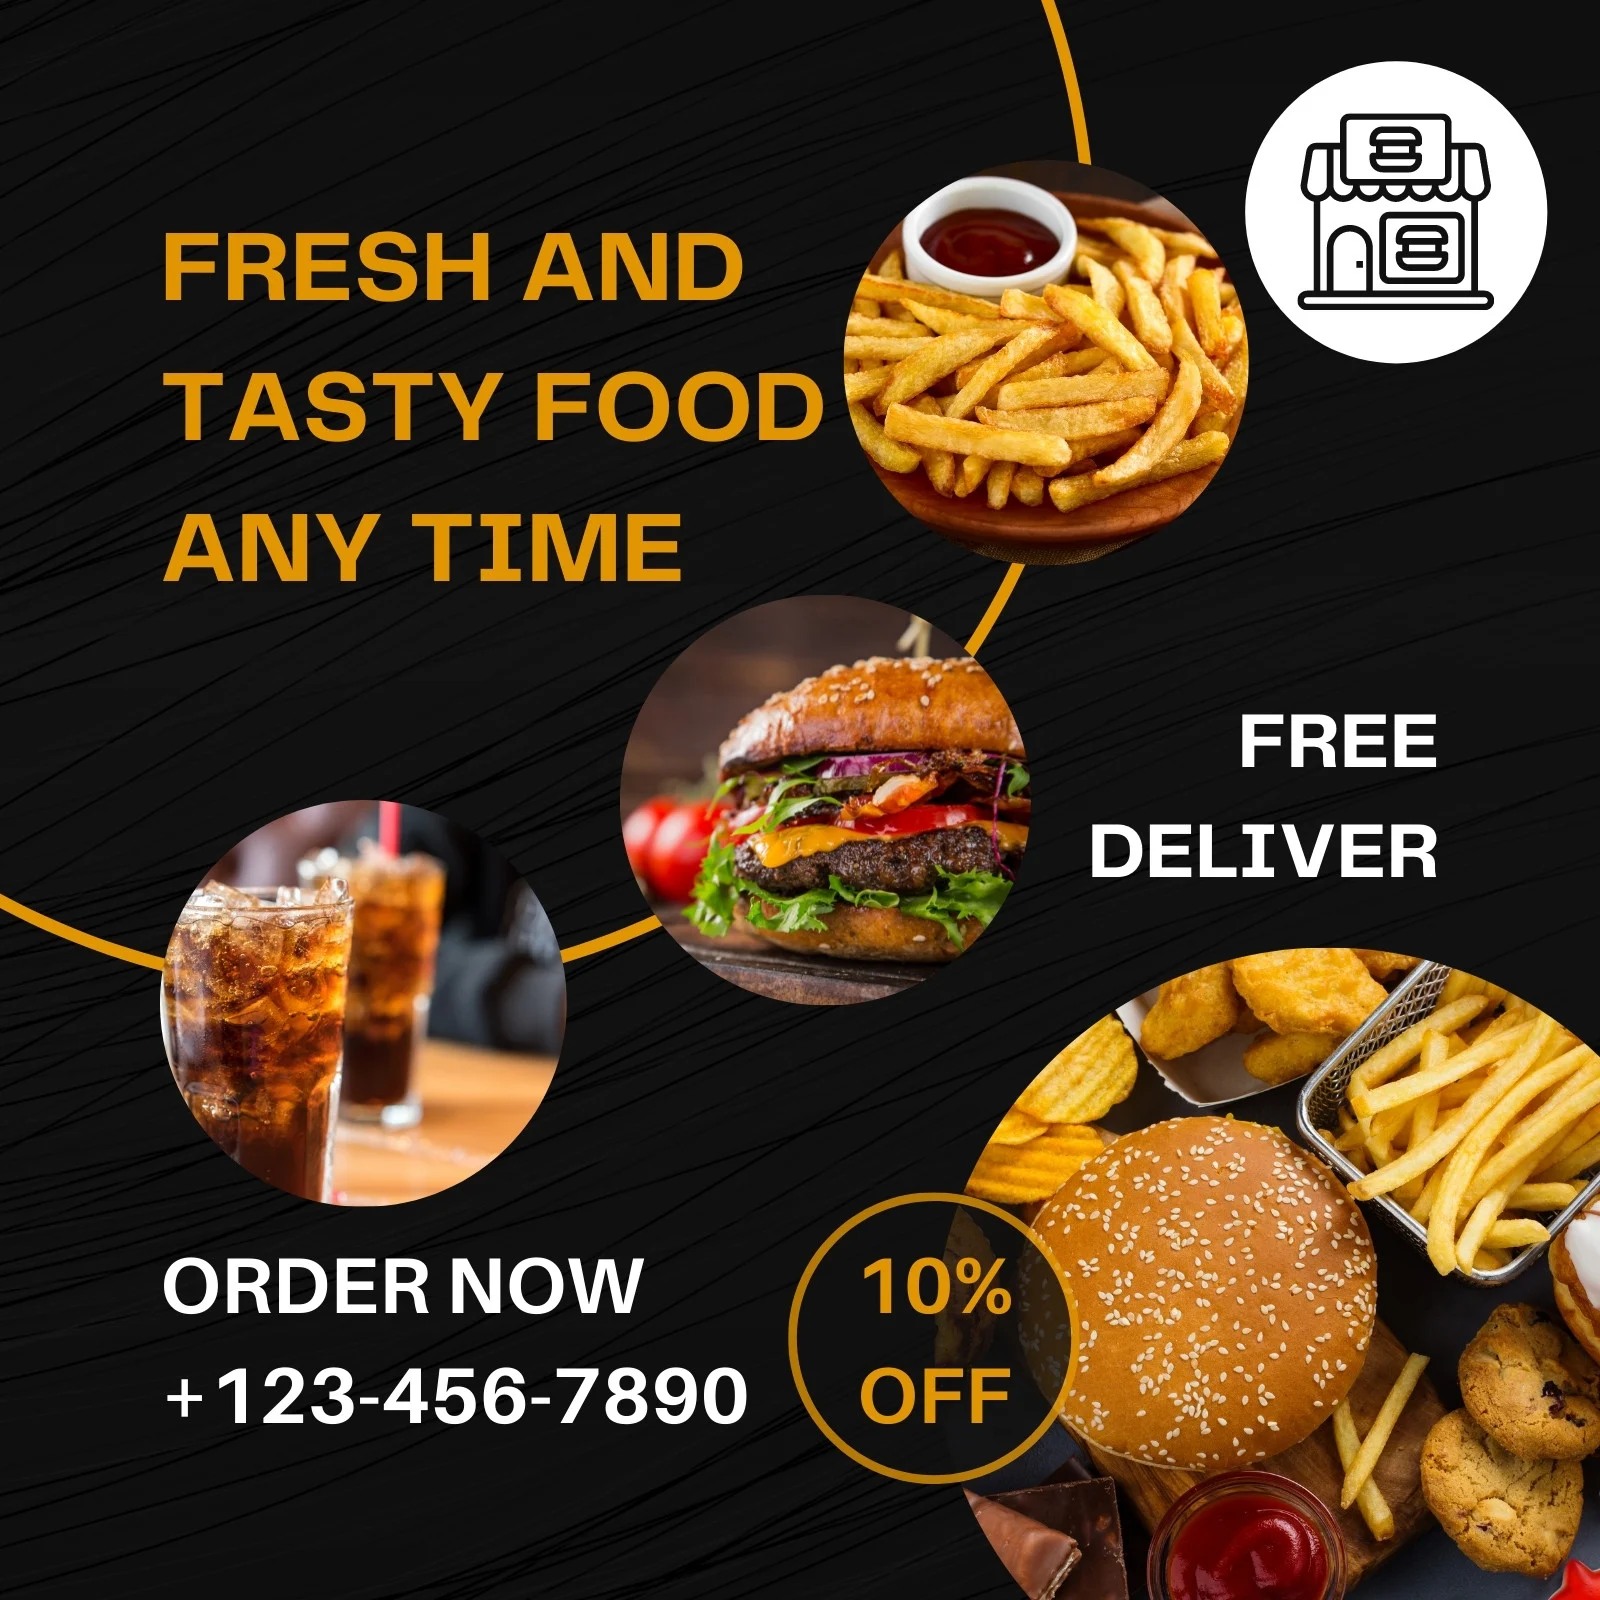 FRESH AND
TASTY FOOD
ANY TIME
FREE
DELIVER
ORDER NOW
+123-456-7890
10%
OFF